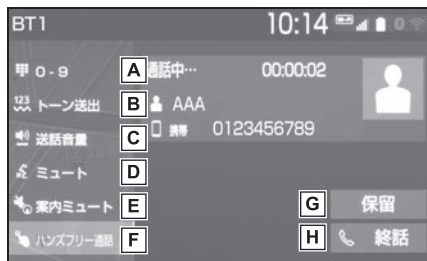 BT1 10:14
0-9 A 通話中… 00:00:02
123 トーン送出 B AAA
送話音量 C 携帯 0123456789
ミュート D
案内ミュート E G 保留
ハンズフリー通話 F H 終話